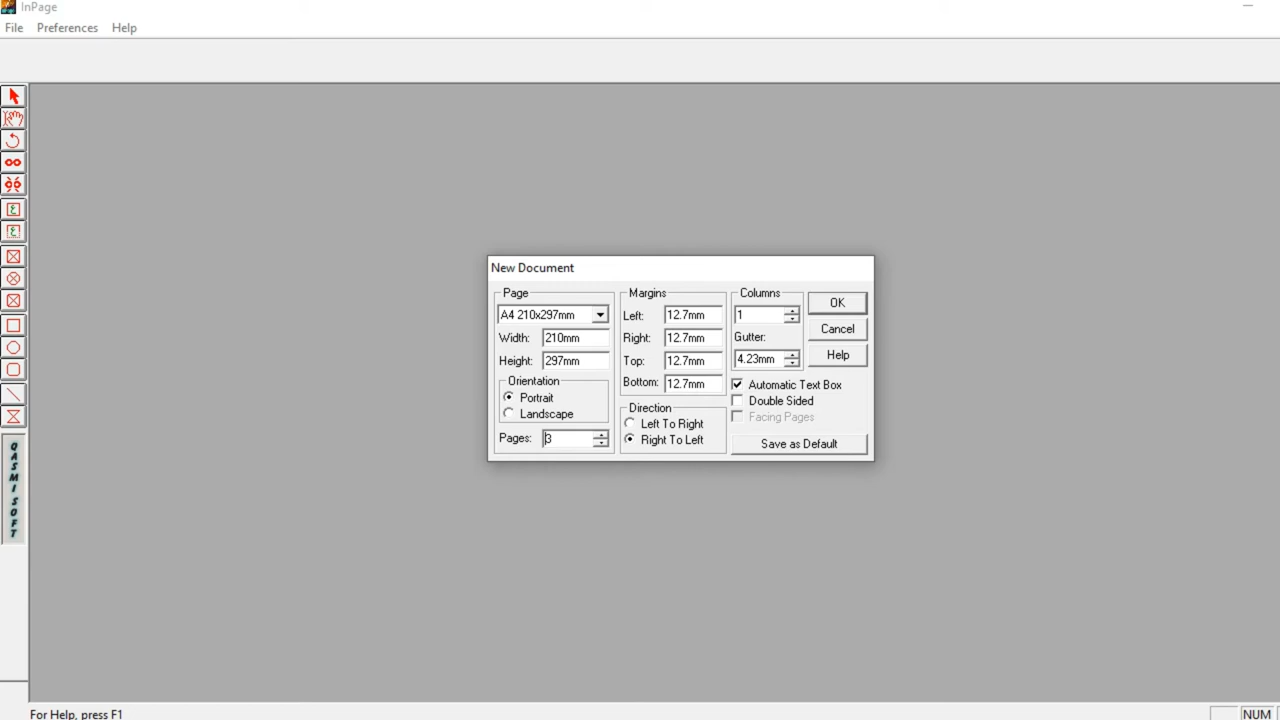 InPage
File Preferences Help
New Document
Page
A4 210x297mm
Width: 210mm
Height: 297mm
Orientation
Portrait
Landscape
Pages: 3
Margins
Left: 12.7mm
Right: 12.7mm
Top: 12.7mm
Bottom: 12.7mm
Direction
Left To Right
Right To Left
Columns
1
Gutter:
4.23mm
OK
Cancel
Help
Automatic Text Box
Double Sided
Facing Pages
Save as Default
QASMI SOFT
For Help, press F1
NUM